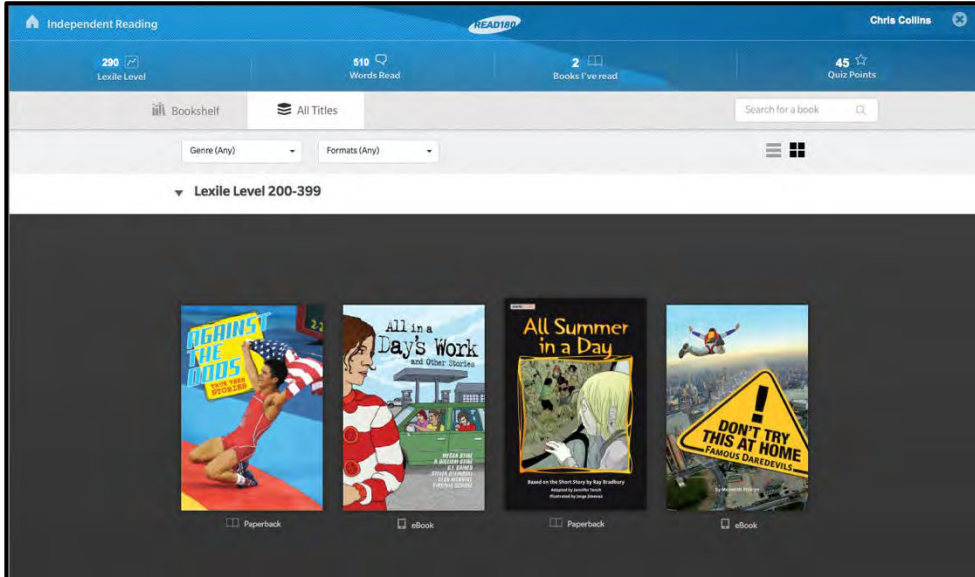 Independent Reading
READ180
Chris Collins
290
Lexile Level
510
Words Read
2
Books I've read
45
Quiz Points
Bookshelf
All Titles
Search for a book
Genre (Any)
Formats (Any)
Lexile Level 200-399
AGAINST
THE
ODDS
TRUE TEEN
STORIES
Paperback
All in a
Day's Work
and Other Stories
eBook
All Summer
in a Day
Based on the Short Story by Ray Bradbury
Paperback
!
DON'T TRY
THIS AT HOME
FAMOUS DAREDEVILS
eBook